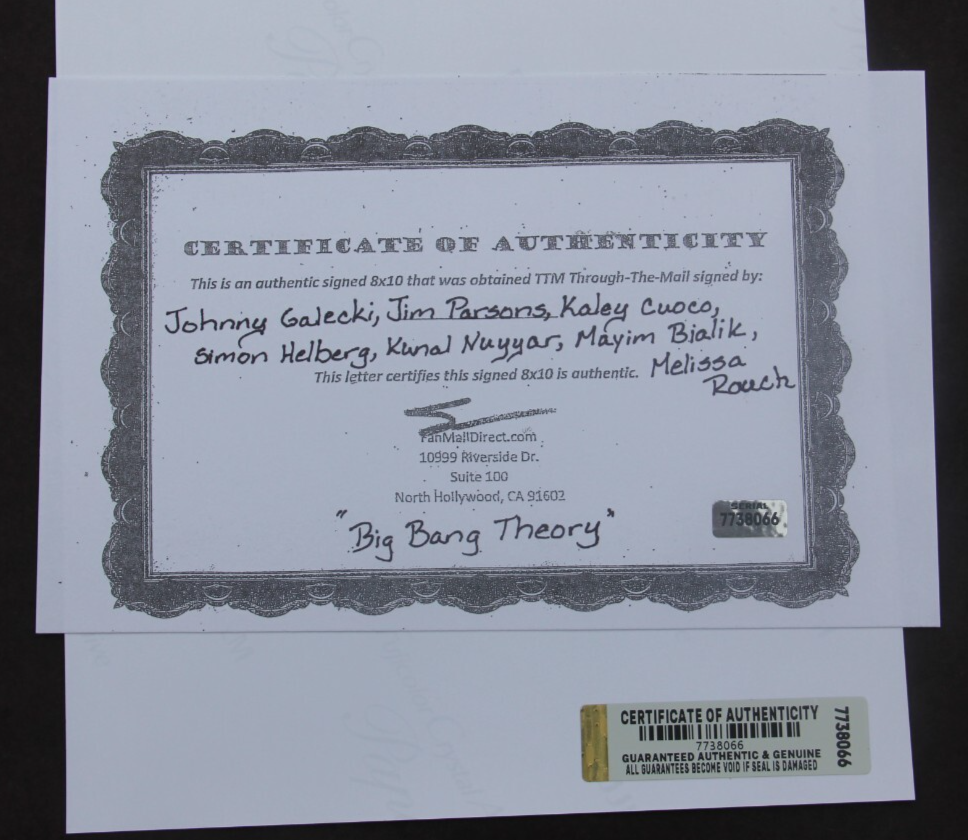 CERTIFICATE OF AUTHENTICITY
This is an authentic signed 8x10 that was obtained TTM Through-The-Mail signed by:
Johnny Galecki, Jim Parsons, Kaley Cuoco,
Simon Helberg, Kunal Nuyyar, Mayim Bialik,
Melissa
Rauch
This letter certifies this signed 8x10 is authentic.
FanMailDirect.com
10999 Riverside Dr.
Suite 100
North Hollywood, CA 91602
"Big Bang Theory"
SERIAL
7738066
CERTIFICATE OF AUTHENTICITY
7738066
GUARANTEED AUTHENTIC & GENUINE
ALL GUARANTEES BECOME VOID IF SEAL IS DAMAGED
7738066